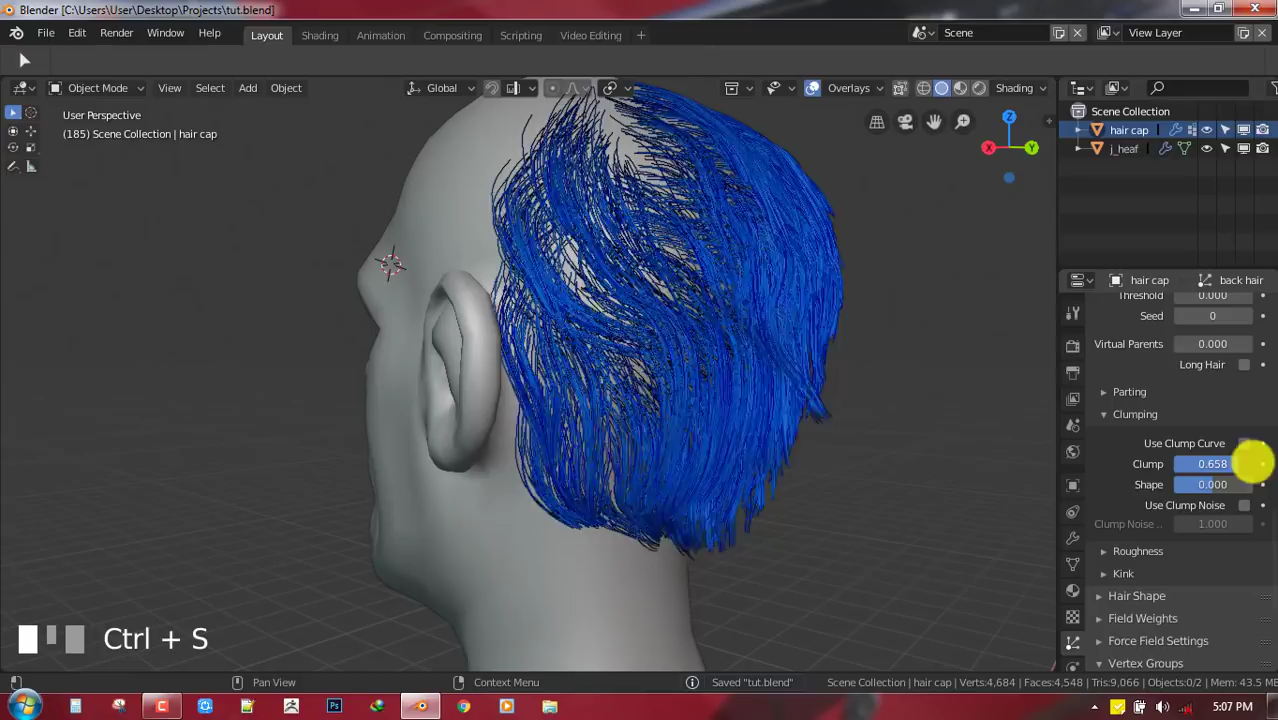 Blender [C:\Users\User\Desktop\Projects\tut.blend]
File Edit Render Window Help Layout Shading Animation Compositing Scripting Video Editing + Scene View Layer
Object Mode View Select Add Object Global Overlays Shading
User Perspective
(185) Scene Collection | hair cap
Z
X Y
Scene Collection
hair cap
j_heaf
hair cap back hair
Threshold 0.000
Seed 0
Virtual Parents 0.000
Long Hair
Parting
Clumping
Use Clump Curve
Clump 0.658
Shape 0.000
Use Clump Noise
Clump Noise .. 1.000
Roughness
Kink
Hair Shape
Field Weights
Force Field Settings
Vertex Groups
Ctrl + S
Pan View Context Menu Saved "tut.blend" Scene Collection | hair cap | Verts:4,684 | Faces:4,548 | Tris:9,066 | Objects:0/2 | Mem: 43.5 MB
Ps 5:07 PM